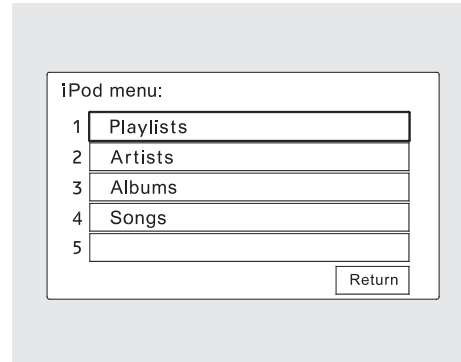 iPod menu:
1 Playlists
2 Artists
3 Albums
4 Songs
5
Return